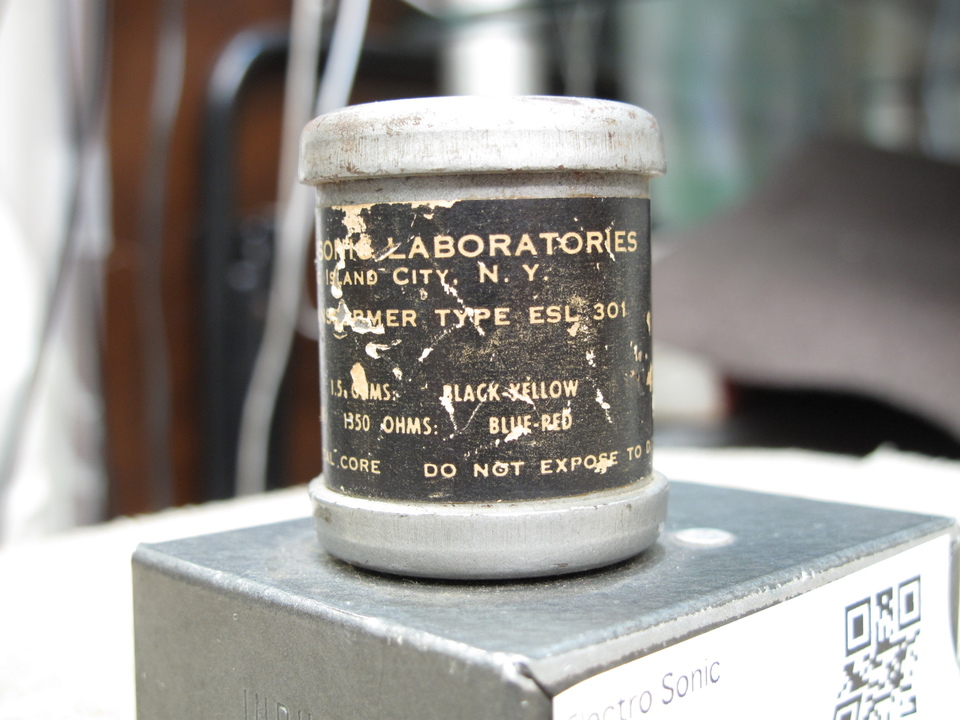 SONIC LABORATORIES
ISLAND CITY, N. Y.
TYPE ESL 301
1.5 OHMS: BLACK-YELLOW
350 OHMS: BLUE-RED
CORE DO NOT EXPOSE TO
Electro Sonic